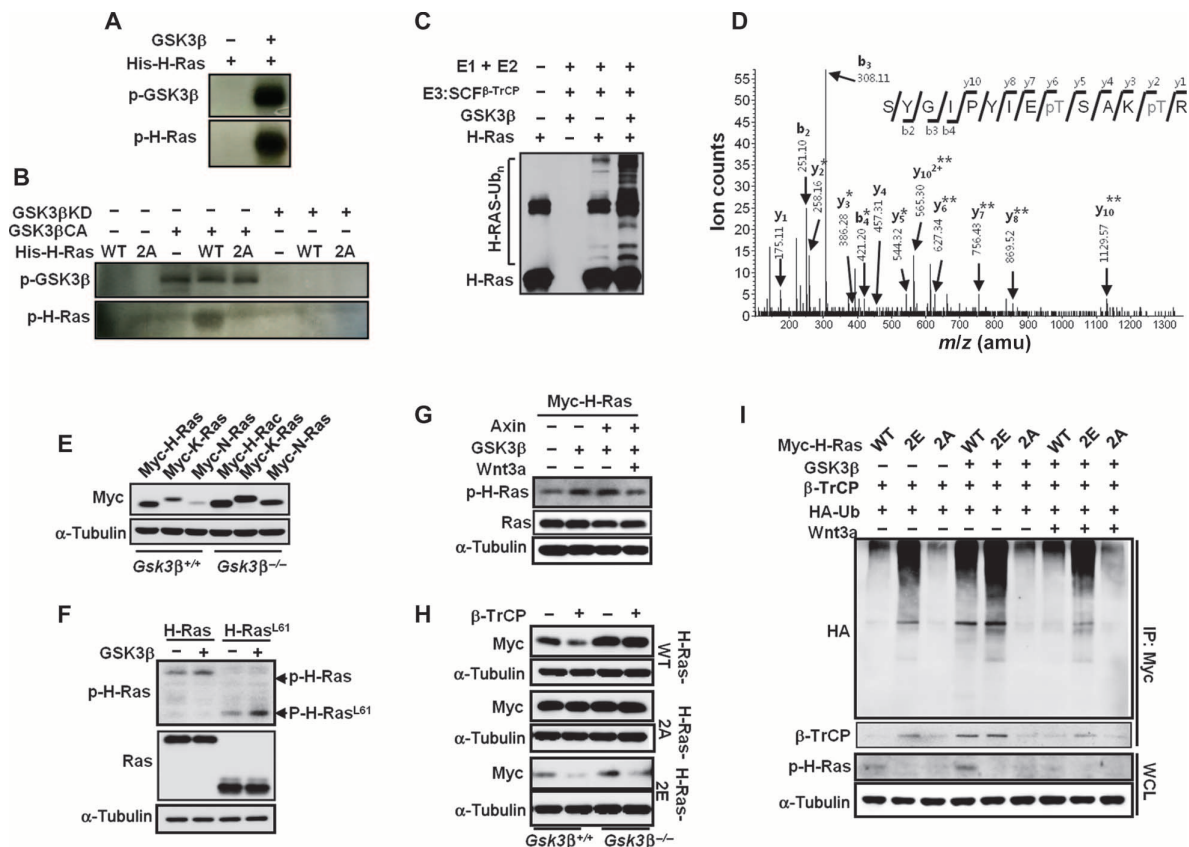 A
GSK3β – +
His-H-Ras + +
p-GSK3β
p-H-Ras
B
GSK3βKD – – – – – + + +
GSK3βCA – – + + + – – –
His-H-Ras WT 2A – WT 2A – WT 2A
p-GSK3β
p-H-Ras
C
E1 + E2 – + + +
E3:SCFβ-TrCP – + + +
GSK3β – + – +
H-Ras + – + +
H-RAS-Ubn
H-Ras
D
Ion counts
55
50
45
40
35
30
25
20
15
10
5
0
200 300 400 500 600 700 800 900 1000 1100 1200 1300
m/z (amu)
b3
308.11
b2
251.10
y2*
258.16
y1
175.11
y3*
386.28
b4*
421.20
y4
457.31
y5*
544.32
y10 2+**
565.30
y6**
627.34
y7**
756.43
y8**
869.52
y10**
1129.57
y10 y8 y7 y6 y5 y4 y3 y2 y1
S Y G I P Y I E pT S A K pT R
b2 b3 b4
E
Myc-H-Ras
Myc-K-Ras
Myc-N-Ras
Myc-H-Rac
Myc-K-Ras
Myc-N-Ras
Myc
α-Tubulin
Gsk3β+/+ Gsk3β–/–
F
H-Ras H-RasL61
GSK3β – + – +
p-H-Ras
p-H-Ras
P-H-RasL61
Ras
α-Tubulin
G
Myc-H-Ras
Axin – – + +
GSK3β – + + +
Wnt3a – – – +
p-H-Ras
Ras
α-Tubulin
H
β-TrCP – + – +
Myc
α-Tubulin
H-Ras-WT
Myc
α-Tubulin
H-Ras-2A
Myc
α-Tubulin
H-Ras-2E
Gsk3β+/+ Gsk3β–/–
I
Myc-H-Ras WT 2E 2A WT 2E 2A WT 2E 2A
GSK3β – – – + + + + + +
β-TrCP + + + + + + + + +
HA-Ub + + + + + + + + +
Wnt3a – – – – – – + + +
HA
β-TrCP
IP: Myc
p-H-Ras
α-Tubulin
WCL